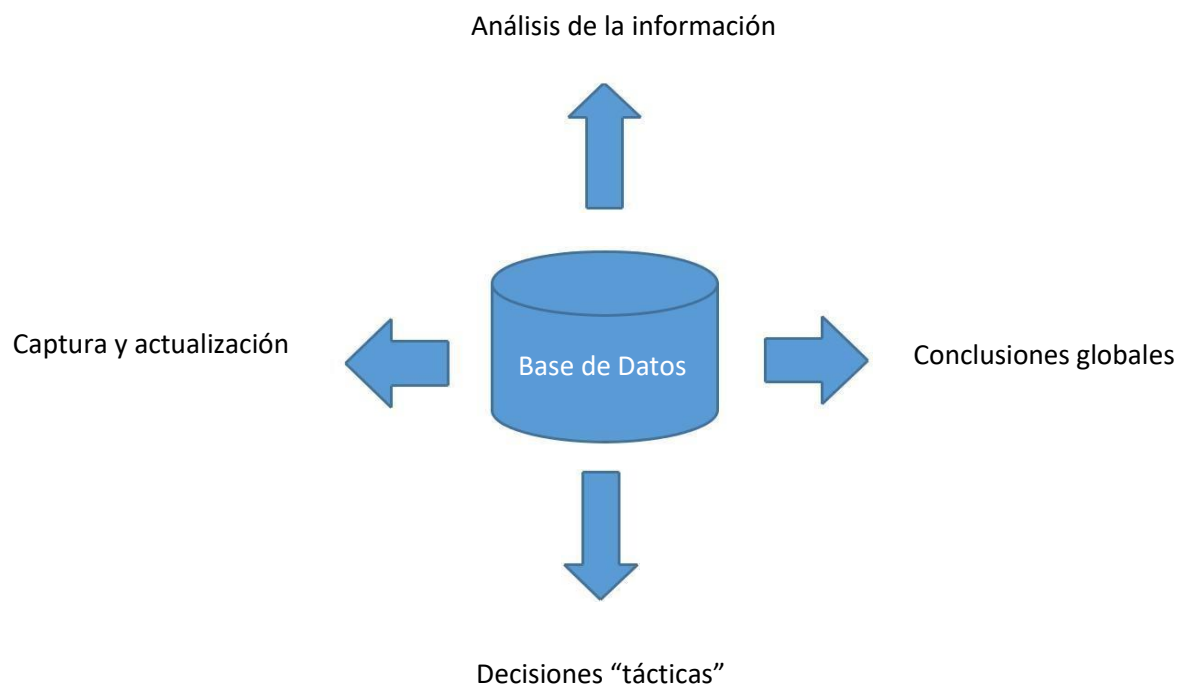 Análisis de la información
Captura y actualización
Base de Datos
Conclusiones globales
Decisiones “tácticas”